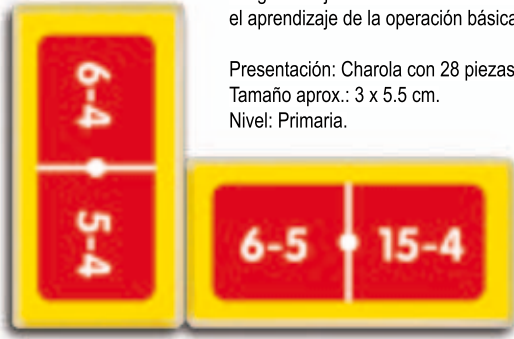 el aprendizaje de la operación básica
Presentación: Charola con 28 piezas
Tamaño aprox.: 3 x 5.5 cm.
Nivel: Primaria.
6-4
5-4
6-5
15-4